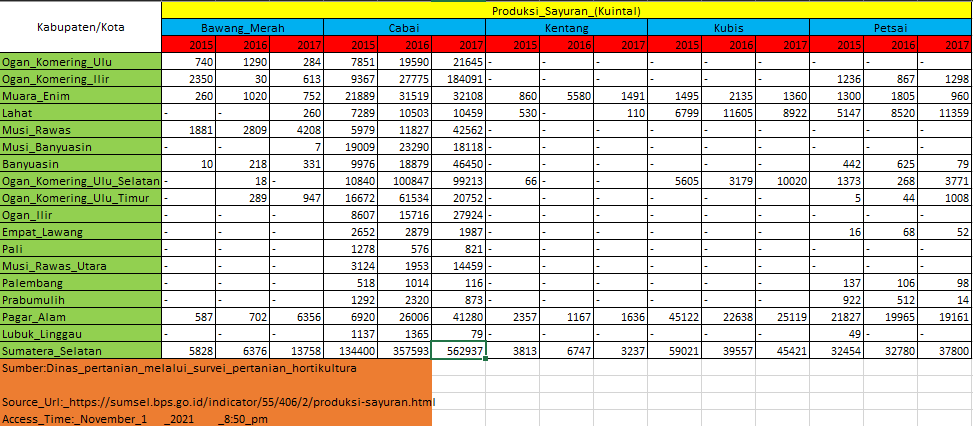 Produksi_Sayuran_(Kuintal)
Kabupaten/Kota Bawang_Merah Cabai Kentang Kubis Petsai
2015 2016 2017 2015 2016 2017 2015 2016 2017 2015 2016 2017 2015 2016 2017
Ogan_Komering_Ulu 740 1290 284 7851 19590 21645 - - - - - - - - -
Ogan_Komering_Ilir 2350 30 613 9367 27775 184091 - - - - - - 1236 867 1298
Muara_Enim 260 1020 752 21889 31519 32108 860 5580 1491 1495 2135 1360 1300 1805 960
Lahat - - 260 7289 10503 10459 530 - 110 6799 11605 8922 5147 8520 11359
Musi_Rawas 1881 2809 4208 5979 11827 42562 - - - - - - - - -
Musi_Banyuasin - - 7 19009 23290 18118 - - - - - - - - -
Banyuasin 10 218 331 9976 18879 46450 - - - - - - 442 625 79
Ogan_Komering_Ulu_Selatan - 18 - 10840 100847 99213 66 - - 5605 3179 10020 1373 268 3771
Ogan_Komering_Ulu_Timur - 289 947 16672 61534 20752 - - - - - - 5 44 1008
Ogan_Ilir - - - 8607 15716 27924 - - - - - - - - -
Empat_Lawang - - - 2652 2879 1987 - - - - - - 16 68 52
Pali - - - 1278 576 821 - - - - - - - - -
Musi_Rawas_Utara - - - 3124 1953 14459 - - - - - - - - -
Palembang - - - 518 1014 116 - - - - - - 137 106 98
Prabumulih - - - 1292 2320 873 - - - - - - 922 512 14
Pagar_Alam 587 702 6356 6920 26006 41280 2357 1167 1636 45122 22638 25119 21827 19965 19161
Lubuk_Linggau - - - 1137 1365 79 - - - - - - 49 - -
Sumatera_Selatan 5828 6376 13758 134400 357593 562937 3813 6747 3237 59021 39557 45421 32454 32780 37800
Sumber:Dinas_pertanian_melalui_survei_pertanian_hortikultura
Source_Url:_https://sumsel.bps.go.id/indicator/55/406/2/produksi-sayuran.html
Access_Time:_November_1 _2021 _8:50_pm